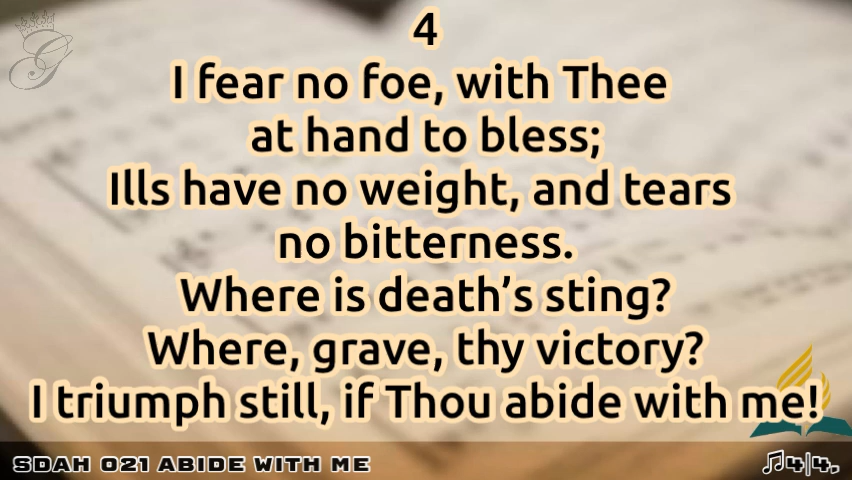 4
I fear no foe, with Thee
at hand to bless;
Ills have no weight, and tears
no bitterness.
Where is death’s sting?
Where, grave, thy victory?
I triumph still, if Thou abide with me!
SDAH 021 ABIDE WITH ME
🎵4|4.
G